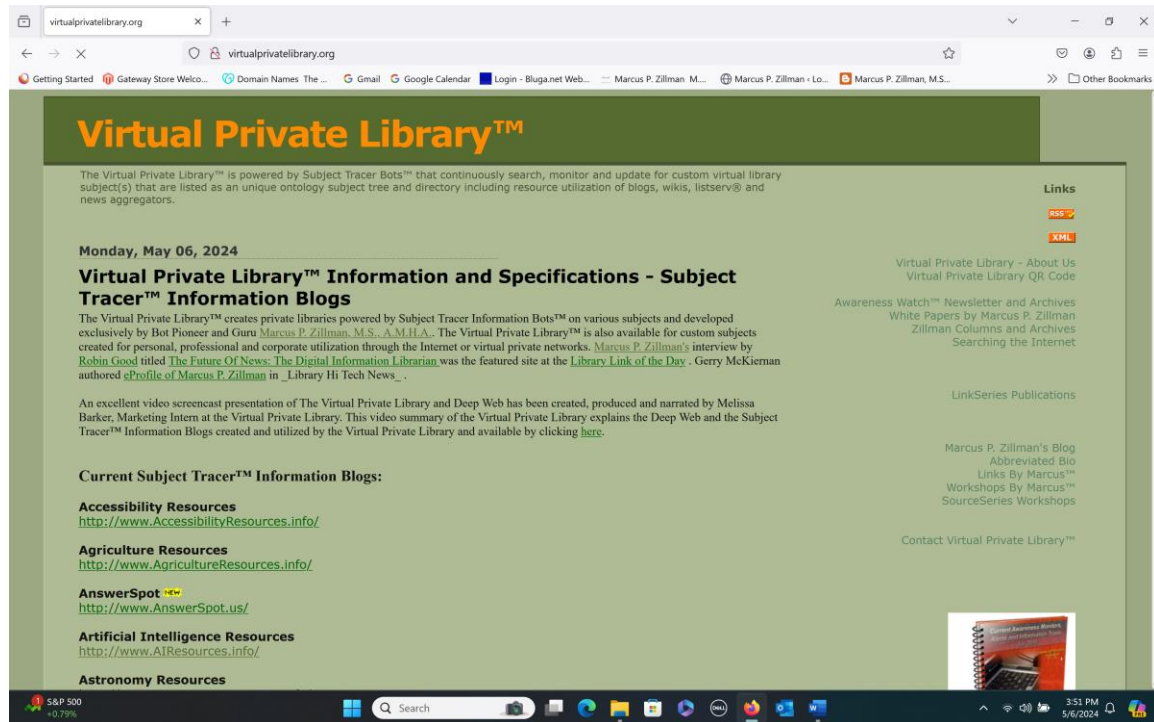 virtualprivatelibrary.org
virtualprivatelibrary.org
Getting Started Gateway Store Welco... Domain Names The ... Gmail Google Calendar Login - Bluga.net Web... Marcus P. Zillman M.... Marcus P. Zillman ‹ Lo... Marcus P. Zillman, M.S... Other Bookmarks
Virtual Private Library™
The Virtual Private Library™ is powered by Subject Tracer Bots™ that continuously search, monitor and update for custom virtual library
subject(s) that are listed as an unique ontology subject tree and directory including resource utilization of blogs, wikis, listserv® and
news aggregators.
Monday, May 06, 2024
Virtual Private Library™ Information and Specifications - Subject
Tracer™ Information Blogs
The Virtual Private Library™ creates private libraries powered by Subject Tracer Information Bots™ on various subjects and developed
exclusively by Bot Pioneer and Guru Marcus P. Zillman, M.S., A.M.H.A.. The Virtual Private Library™ is also available for custom subjects
created for personal, professional and corporate utilization through the Internet or virtual private networks. Marcus P. Zillman's interview by
Robin Good titled The Future Of News: The Digital Information Librarian was the featured site at the Library Link of the Day . Gerry McKiernan
authored eProfile of Marcus P. Zillman in _Library Hi Tech News_ .
An excellent video screencast presentation of The Virtual Private Library and Deep Web has been created, produced and narrated by Melissa
Barker, Marketing Intern at the Virtual Private Library. This video summary of the Virtual Private Library explains the Deep Web and the Subject
Tracer™ Information Blogs created and utilized by the Virtual Private Library and available by clicking here.
Current Subject Tracer™ Information Blogs:
Accessibility Resources
http://www.AccessibilityResources.info/
Agriculture Resources
http://www.AgricultureResources.info/
AnswerSpot NEW
http://www.AnswerSpot.us/
Artificial Intelligence Resources
http://www.AIResources.info/
Astronomy Resources
Links
RSS
XML
Virtual Private Library - About Us
Virtual Private Library QR Code
Awareness Watch™ Newsletter and Archives
White Papers by Marcus P. Zillman
Zillman Columns and Archives
Searching the Internet
LinkSeries Publications
Marcus P. Zillman's Blog
Abbreviated Bio
Links By Marcus™
Workshops By Marcus™
SourceSeries Workshops
Contact Virtual Private Library™
1
S&P 500
+0.79%
Search
DELL
3:51 PM
5/6/2024